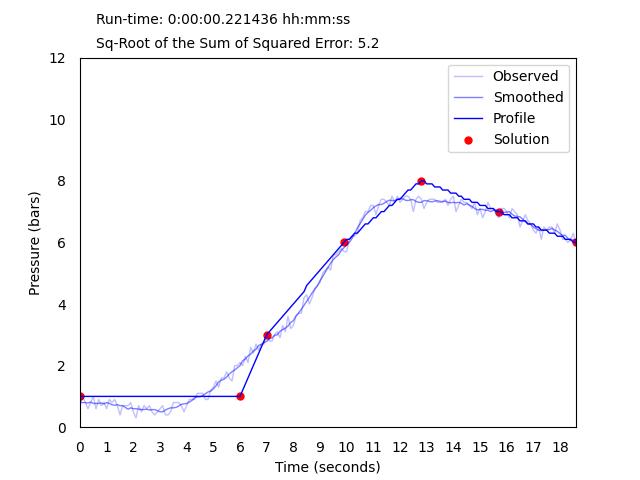 Run-time: 0:00:00.221436 hh:mm:ss
Sq-Root of the Sum of Squared Error: 5.2
12
10
8
6
4
2
0
Pressure (bars)
Observed
Smoothed
Profile
Solution
0 1 2 3 4 5 6 7 8 9 10 11 12 13 14 15 16 17 18
Time (seconds)